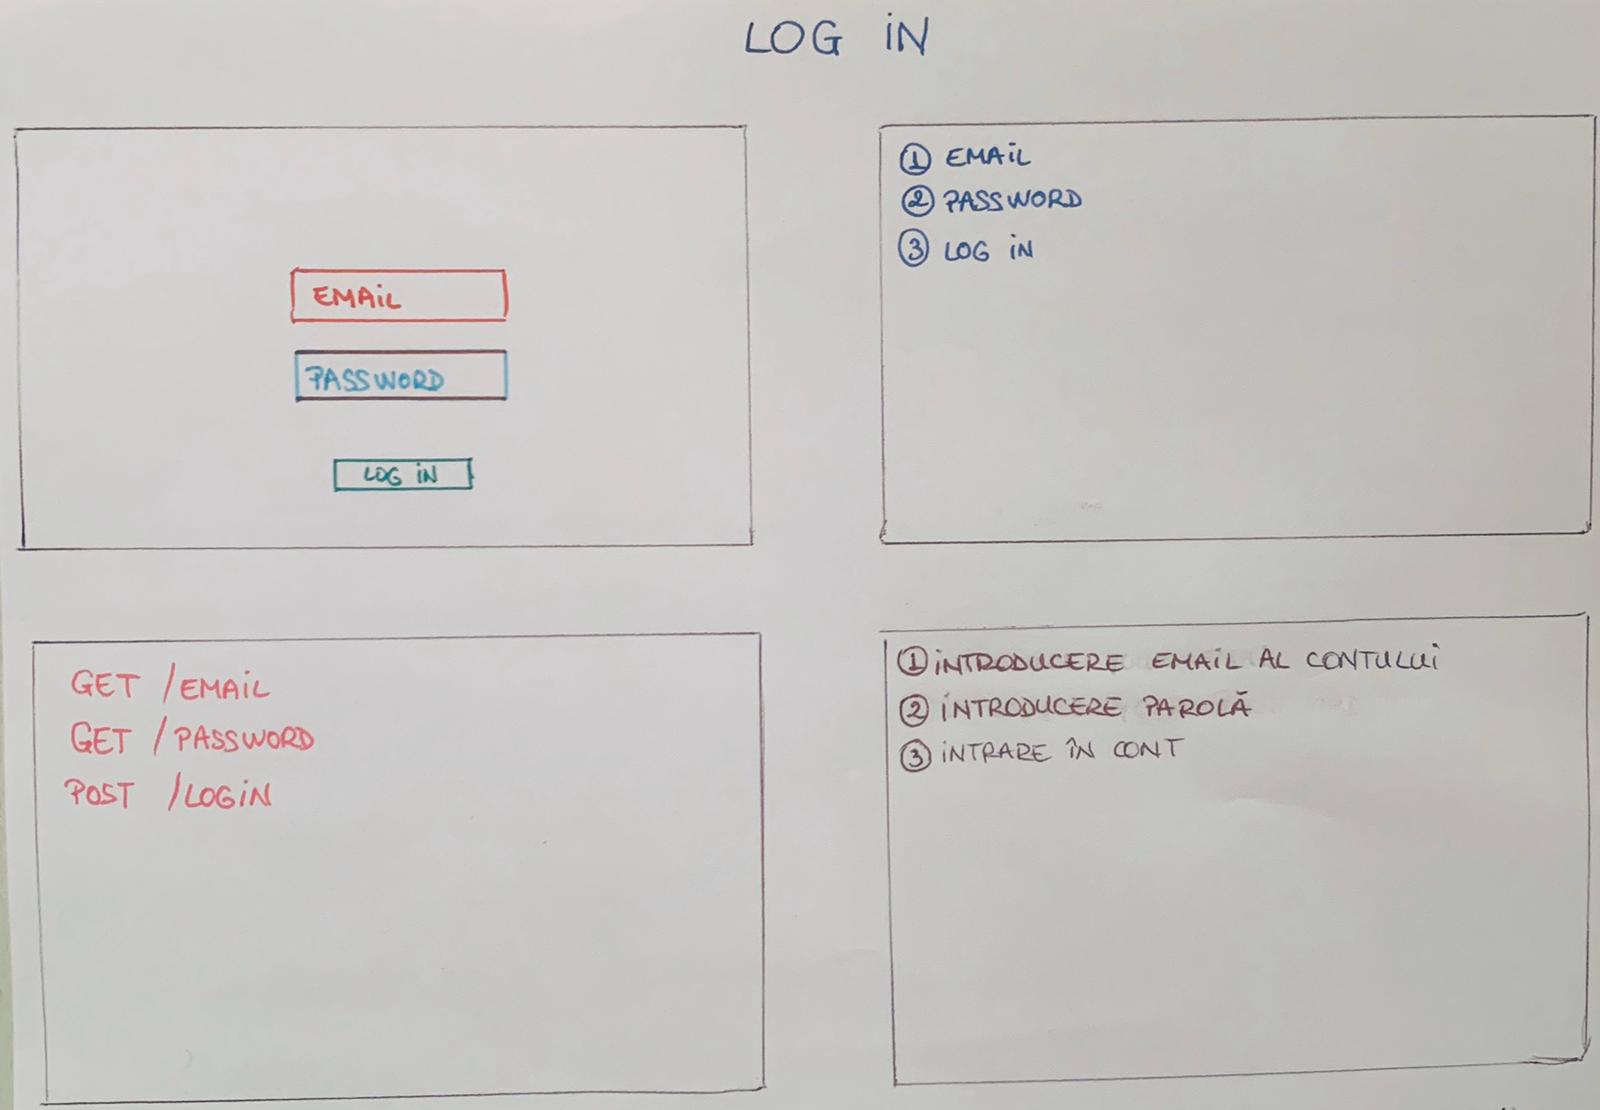 LOG iN
EMAiL
PASSWORD
LOG iN
① EMAiL
② PASSWORD
③ LOG iN
GET /EMAiL
GET /PASSWORD
POST /LOGiN
① iNTRODUCERE EMAiL AL CONTULUi
② iNTRODUCERE PAROLĂ
③ iNTRARE ÎN CONT